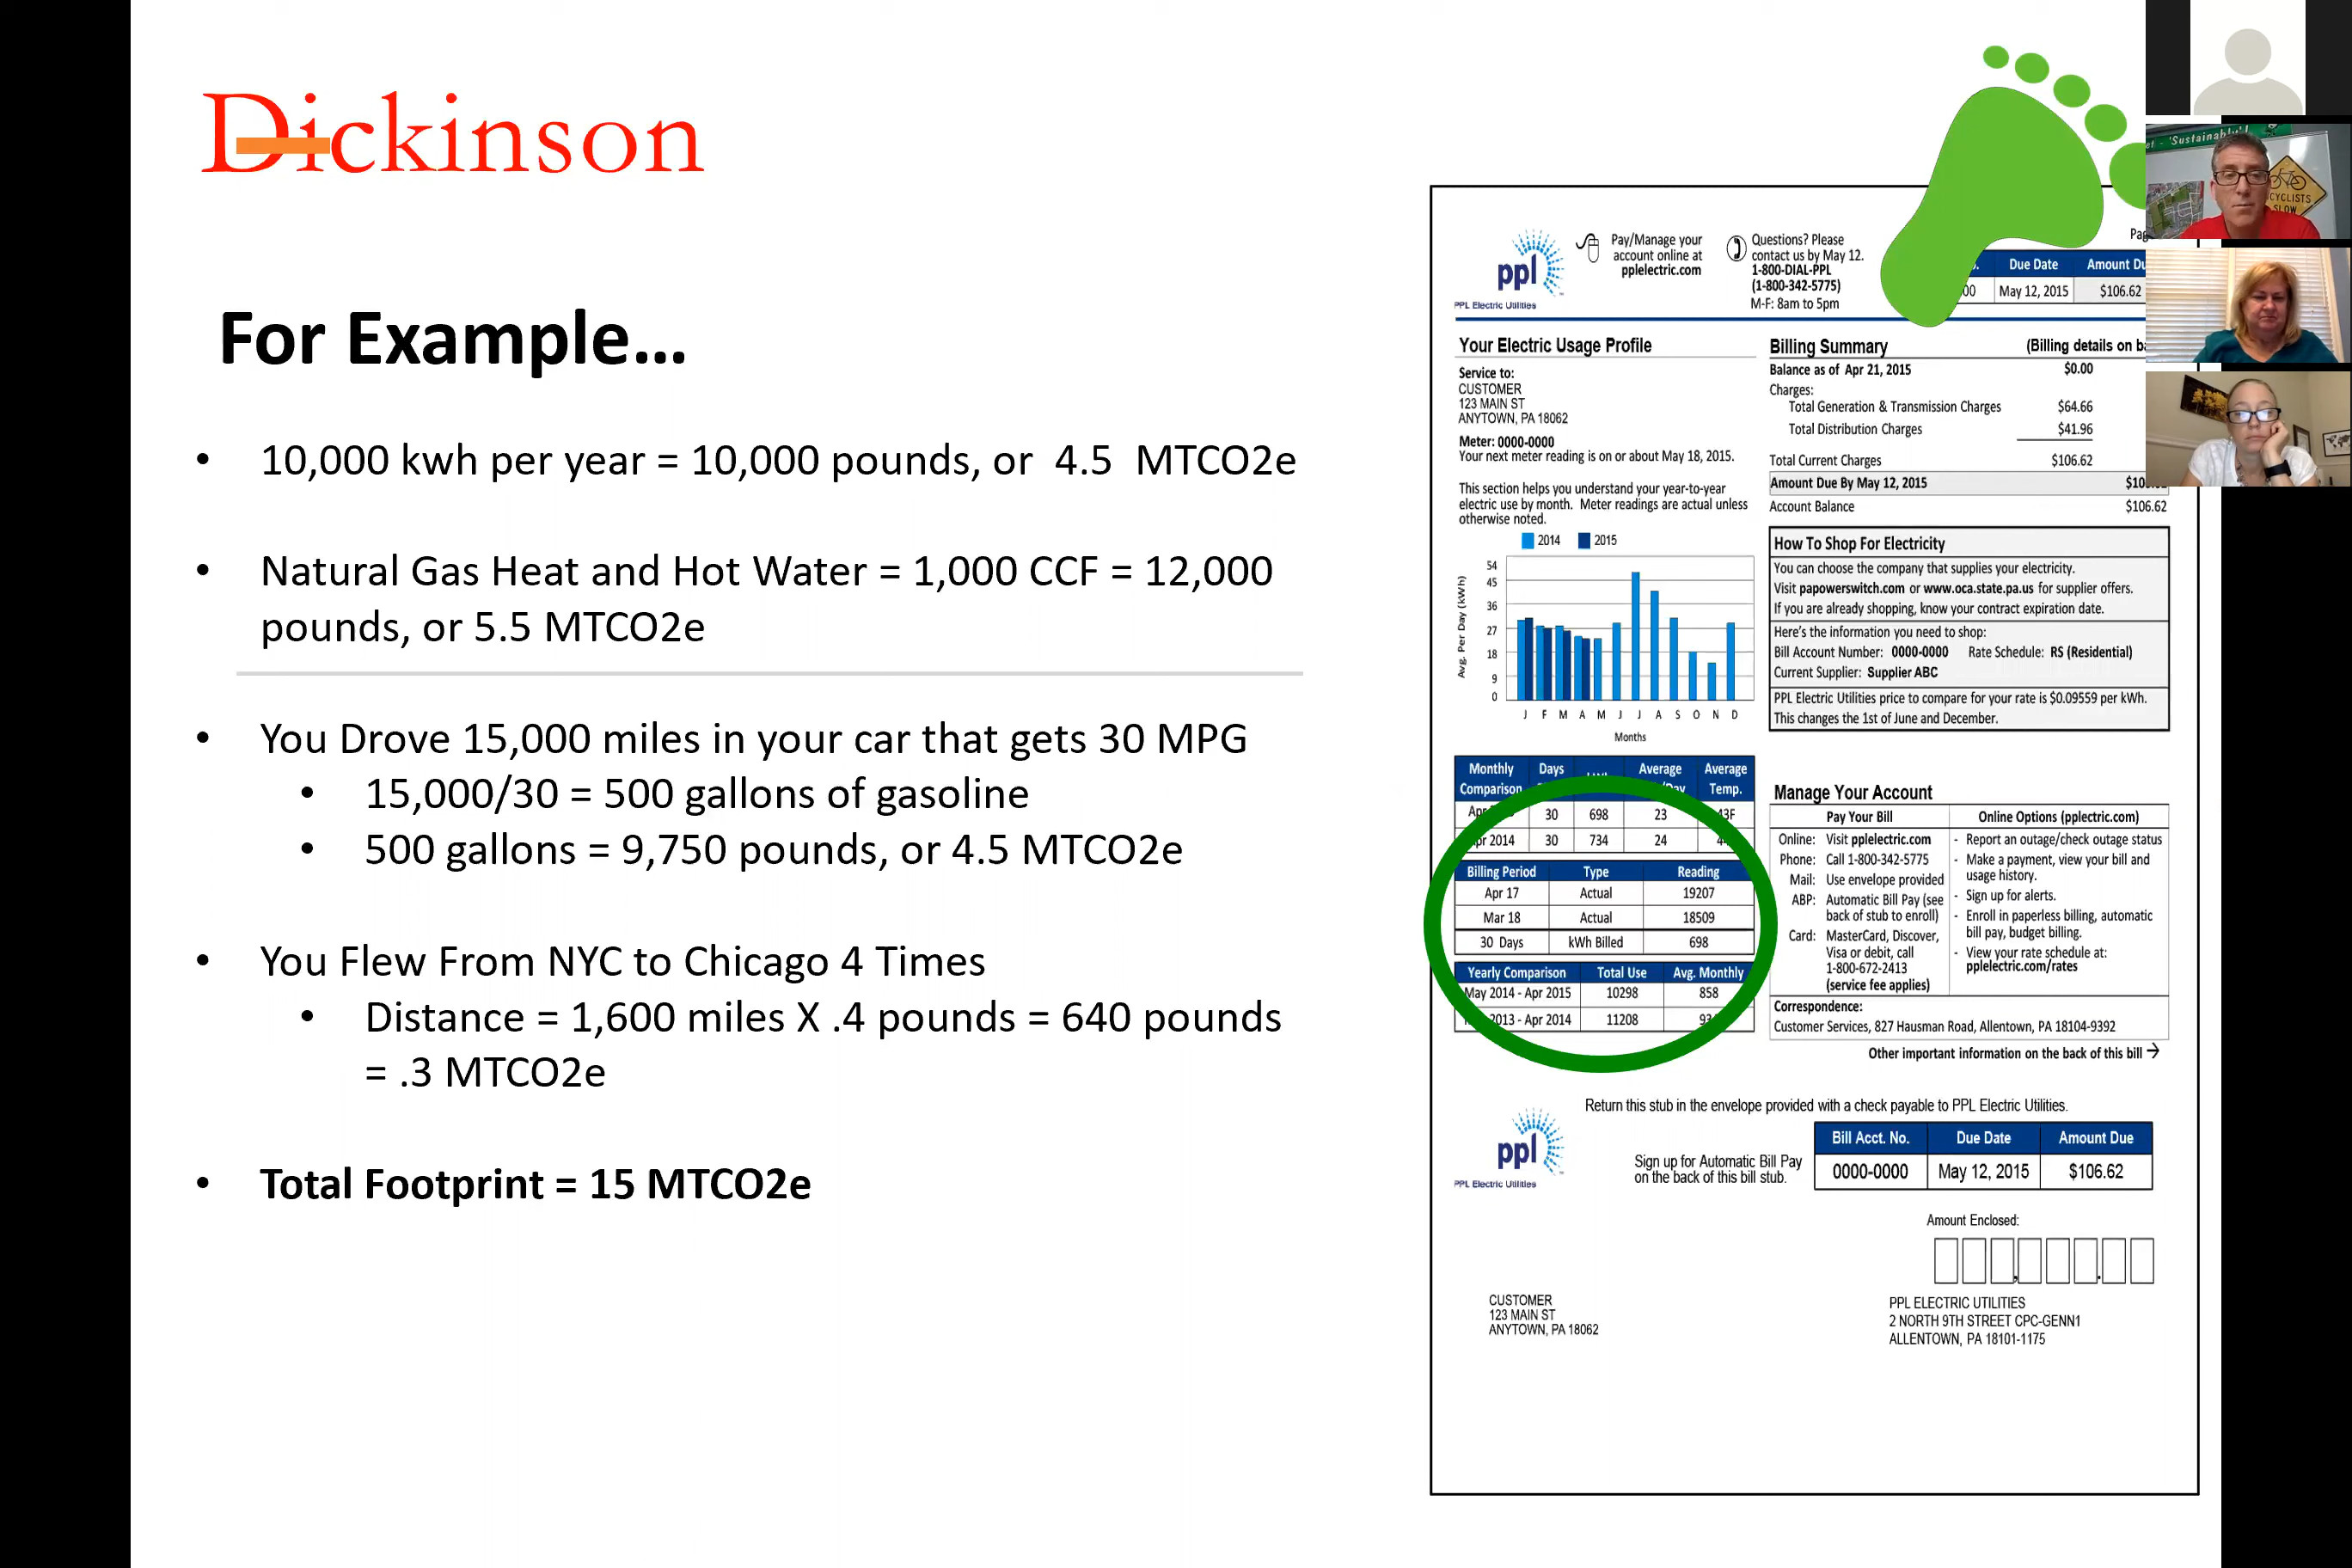 Dickinson
For Example...
• 10,000 kwh per year = 10,000 pounds, or 4.5 MTCO2e
• Natural Gas Heat and Hot Water = 1,000 CCF = 12,000
pounds, or 5.5 MTCO2e
• You Drove 15,000 miles in your car that gets 30 MPG
• 15,000/30 = 500 gallons of gasoline
• 500 gallons = 9,750 pounds, or 4.5 MTCO2e
• You Flew From NYC to Chicago 4 Times
• Distance = 1,600 miles X .4 pounds = 640 pounds
= .3 MTCO2e
• Total Footprint = 15 MTCO2e
ppl
PPL Electric Utilities
Pay/Manage your
account online at
pplelectric.com
Questions? Please
contact us by May 12.
1-800-DIAL-PPL
(1-800-342-5775)
M-F: 8am to 5pm
Due Date
May 12, 2015 $106.62
Your Electric Usage Profile
Service to:
CUSTOMER
123 MAIN ST
ANYTOWN, PA 18062
Meter: 0000-0000
Your next meter reading is on or about May 18, 2015.
This section helps you understand your year-to-year
electric use by month. Meter readings are actual unless
otherwise noted.
2014 2015
Avg. Per Day (kWh)
54
45
36
27
18
9
0
J F M A M J J A S O N D
Months
Monthly Days Average Average
Comparison Temp.
30 698 23
2014 30 734 24
Billing Period Type Reading
Apr 17 Actual 19207
Mar 18 Actual 18509
30 Days kWh Billed 698
Yearly Comparison Total Use Avg. Monthly
May 2014 - Apr 2015 10298 858
2013 - Apr 2014 11208
Billing Summary (Billing details on
Balance as of Apr 21, 2015 $0.00
Charges:
Total Generation & Transmission Charges $64.66
Total Distribution Charges $41.96
Total Current Charges $106.62
Amount Due By May 12, 2015
Account Balance $106.62
How To Shop For Electricity
You can choose the company that supplies your electricity.
Visit papowerswitch.com or www.oca.state.pa.us for supplier offers.
If you are already shopping, know your contract expiration date.
Here's the information you need to shop:
Bill Account Number: 0000-0000 Rate Schedule: RS (Residential)
Current Supplier: Supplier ABC
PPL Electric Utilities price to compare for your rate is $0.09559 per kWh.
This changes the 1st of June and December.
Manage Your Account
Pay Your Bill
Online: Visit pplelectric.com
Phone: Call 1-800-342-5775
Mail: Use envelope provided
ABP: Automatic Bill Pay (see
back of stub to enroll)
Card: MasterCard, Discover,
Visa or debit, call
1-800-672-2413
(service fee applies)
Online Options (pplectric.com)
- Report an outage/check outage status
- Make a payment, view your bill and
usage history.
- Sign up for alerts.
- Enroll in paperless billing, automatic
bill pay, budget billing.
- View your rate schedule at:
pplelectric.com/rates
Correspondence:
Customer Services, 827 Hausman Road, Allentown, PA 18104-9392
Other important information on the back of this bill →
Return this stub in the envelope provided with a check payable to PPL Electric Utilities.
ppl
PPL Electric Utilities
Sign up for Automatic Bill Pay
on the back of this bill stub.
Bill Acct. No. Due Date Amount Due
0000-0000 May 12, 2015 $106.62
Amount Enclosed:
CUSTOMER
123 MAIN ST
ANYTOWN, PA 18062
PPL ELECTRIC UTILITIES
2 NORTH 9TH STREET CPC-GENN1
ALLENTOWN, PA 18101-1175
'Sustainably'
CYCLISTS
SLOW